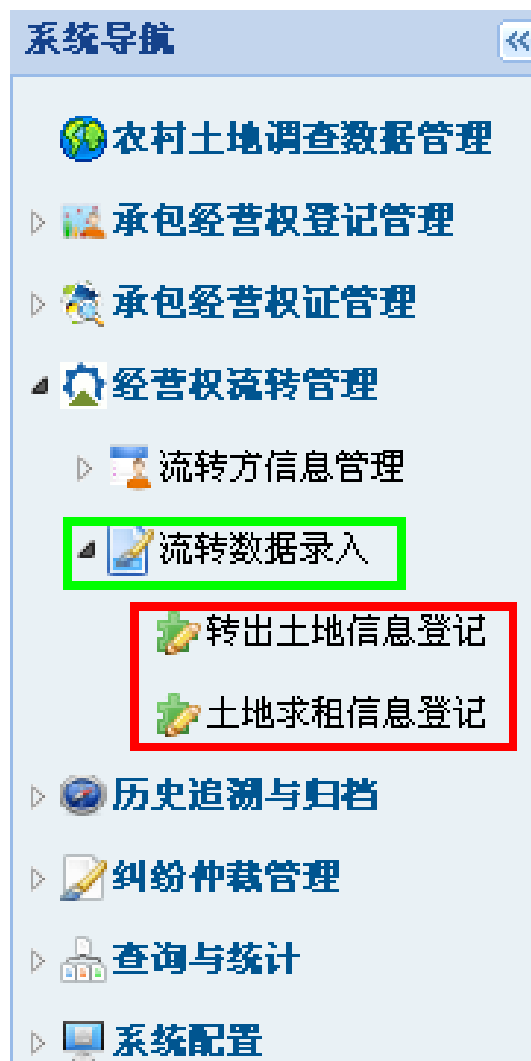 系统导航
农村土地调查数据管理
承包经营权登记管理
承包经营权证管理
经营权流转管理
流转方信息管理
流转数据录入
转出土地信息登记
土地求租信息登记
历史追溯与归档
纠纷仲裁管理
查询与统计
系统配置